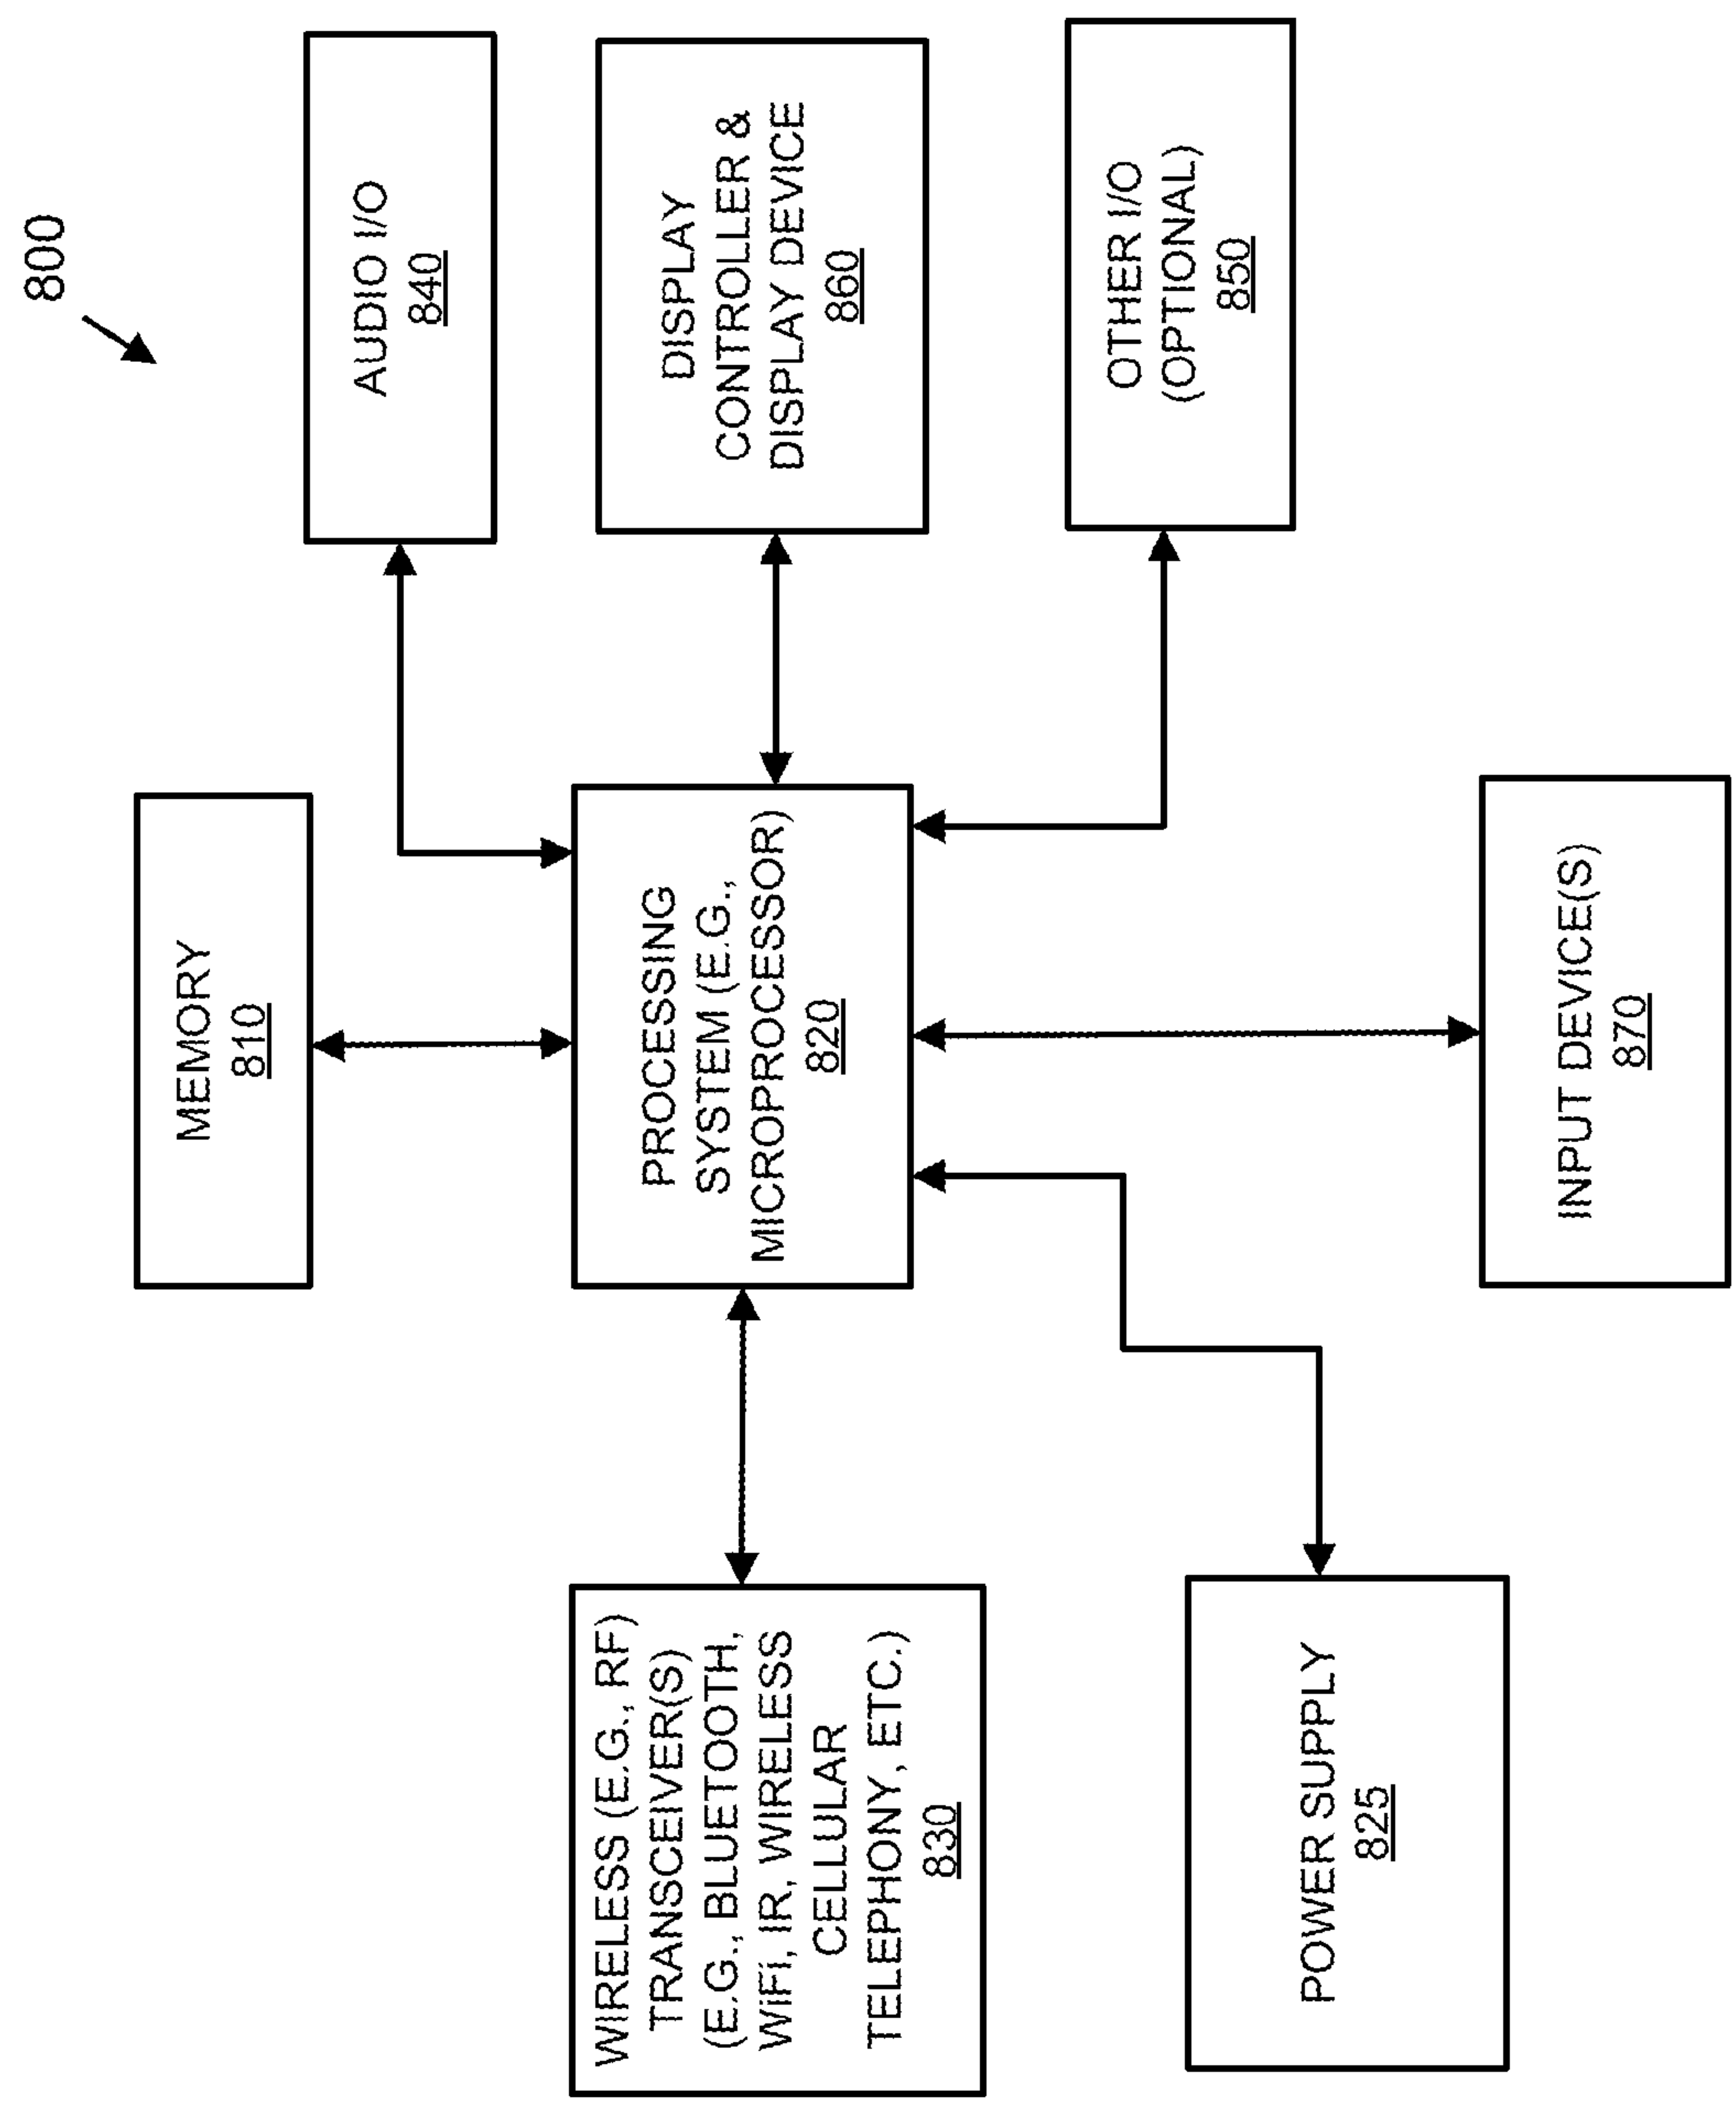 800
MEMORY
810
AUDIO I/O
840
WIRELESS (E.G., RF)
TRANSCEIVER(S)
(E.G., BLUETOOTH,
WiFi, IR, WIRELESS
CELLULAR
TELEPHONY, ETC.)
830
PROCESSING
SYSTEM (E.G.,
MICROPROCESSOR)
820
DISPLAY
CONTROLLER &
DISPLAY DEVICE
860
POWER SUPPLY
825
INPUT DEVICE(S)
870
OTHER I/O
(OPTIONAL)
850